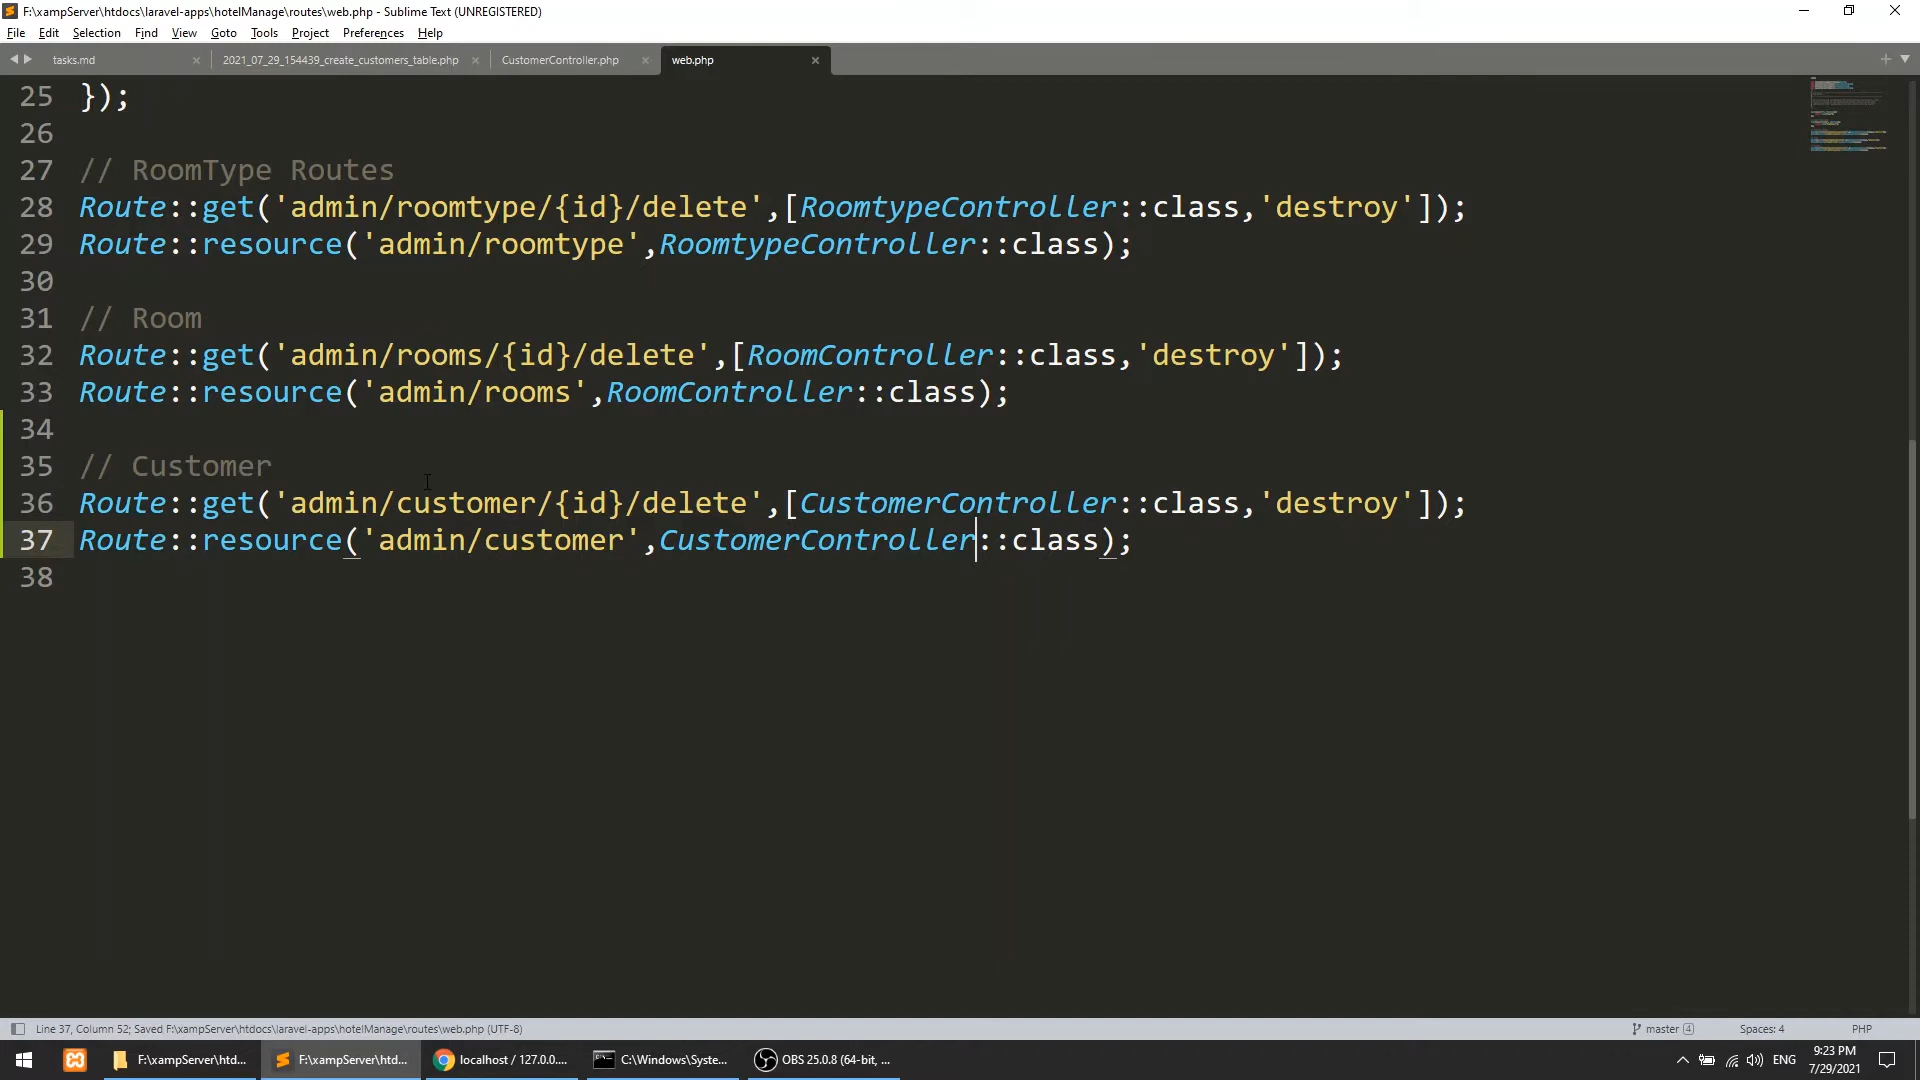 F:\xampServer\htdocs\laravel-apps\hotelManage\routes\web.php - Sublime Text (UNREGISTERED)
File Edit Selection Find View Goto Tools Project Preferences Help
tasks.md × 2021_07_29_154439_create_customers_table.php × CustomerController.php × web.php ×
25 });
26
27 // RoomType Routes
28 Route::get('admin/roomtype/{id}/delete',[RoomtypeController::class,'destroy']);
29 Route::resource('admin/roomtype',RoomtypeController::class);
30
31 // Room
32 Route::get('admin/rooms/{id}/delete',[RoomController::class,'destroy']);
33 Route::resource('admin/rooms',RoomController::class);
34
35 // Customer
36 Route::get('admin/customer/{id}/delete',[CustomerController::class,'destroy']);
37 Route::resource('admin/customer',CustomerController::class);
38
Line 37, Column 52; Saved F:\xampServer\htdocs\laravel-apps\hotelManage\routes\web.php (UTF-8) master 4 Spaces: 4 PHP
F:\xampServer\htd... F:\xampServer\htd... localhost / 127.0.0.... C:\Windows\Syste... OBS 25.0.8 (64-bit, ... ENG 9:23 PM
7/29/2021